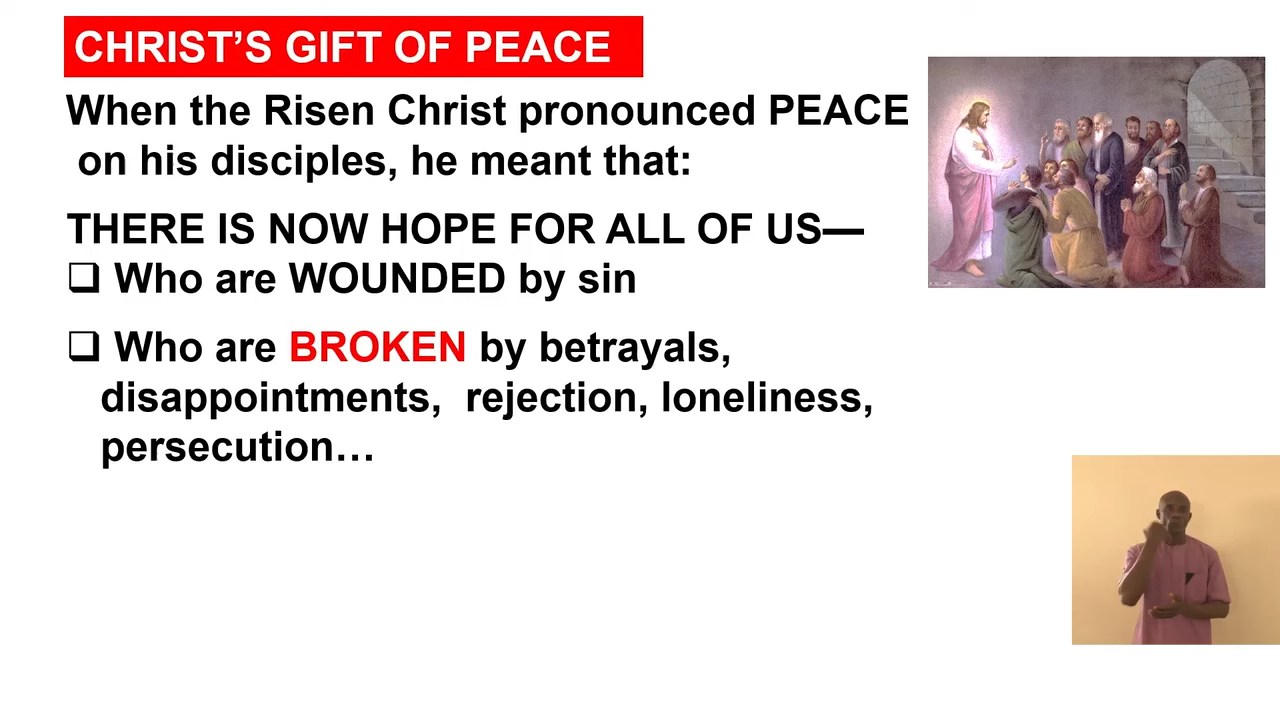 CHRIST’S GIFT OF PEACE
When the Risen Christ pronounced PEACE
on his disciples, he meant that:
THERE IS NOW HOPE FOR ALL OF US—
❑ Who are WOUNDED by sin
❑ Who are BROKEN by betrayals,
disappointments, rejection, loneliness,
persecution…